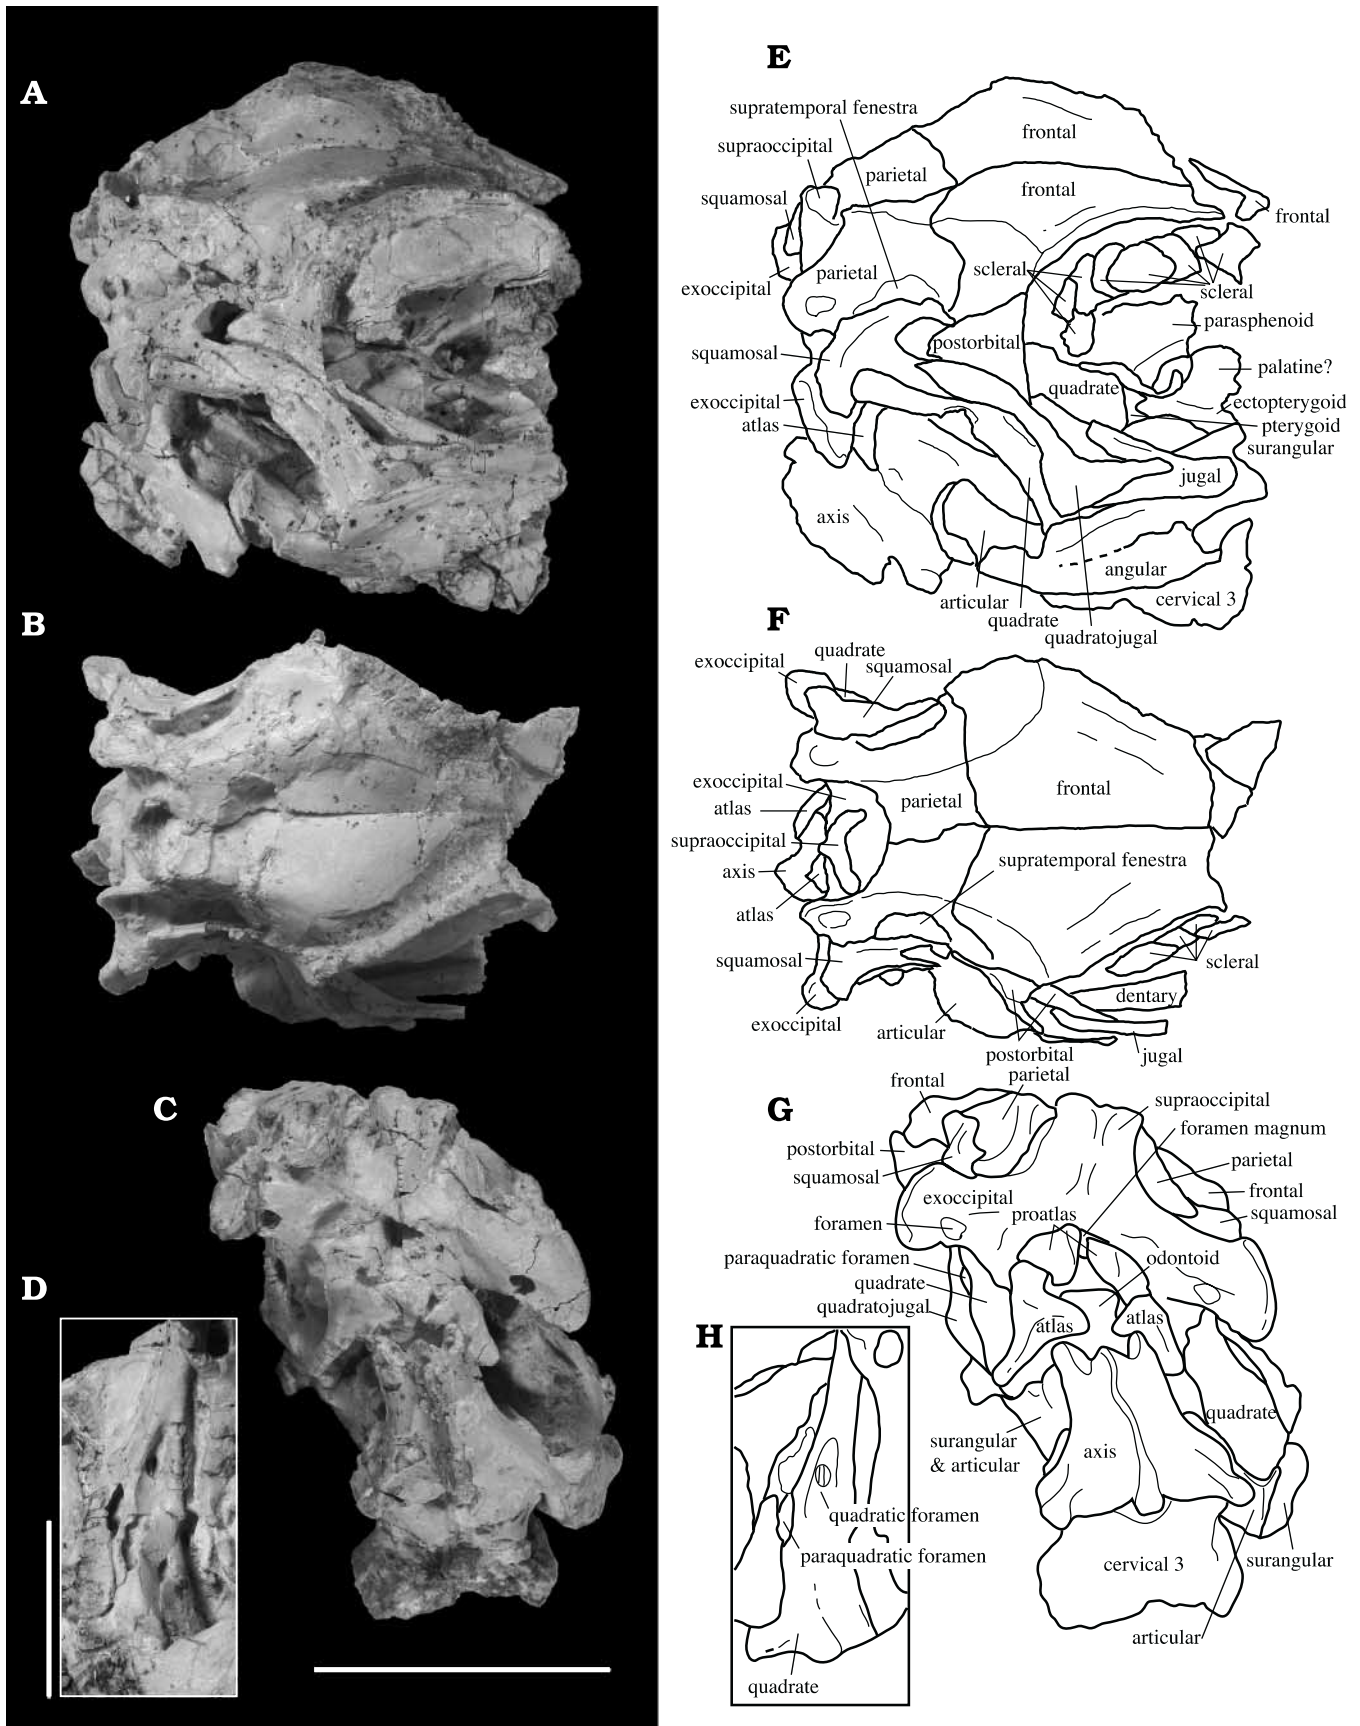 A
B
C
D
E
supratemporal fenestra
frontal
supraoccipital
parietal
squamosal
frontal
frontal
exoccipital
parietal
scleral
scleral
parasphenoid
postorbital
squamosal
palatine?
quadrate
exoccipital
ectopterygoid
atlas
pterygoid
surangular
jugal
axis
angular
articular
cervical 3
quadrate
quadratojugal
F
quadrate
exoccipital
squamosal
exoccipital
frontal
atlas
parietal
supraoccipital
supratemporal fenestra
axis
atlas
squamosal
scleral
dentary
exoccipital
articular
postorbital
jugal
parietal
frontal
G
supraoccipital
foramen magnum
postorbital
parietal
squamosal
frontal
exoccipital
proatlas
squamosal
foramen
paraquadratic foramen
odontoid
quadrate
quadratojugal
atlas
atlas
H
quadrate
surangular
& articular
axis
quadratic foramen
paraquadratic foramen
cervical 3
surangular
articular
quadrate